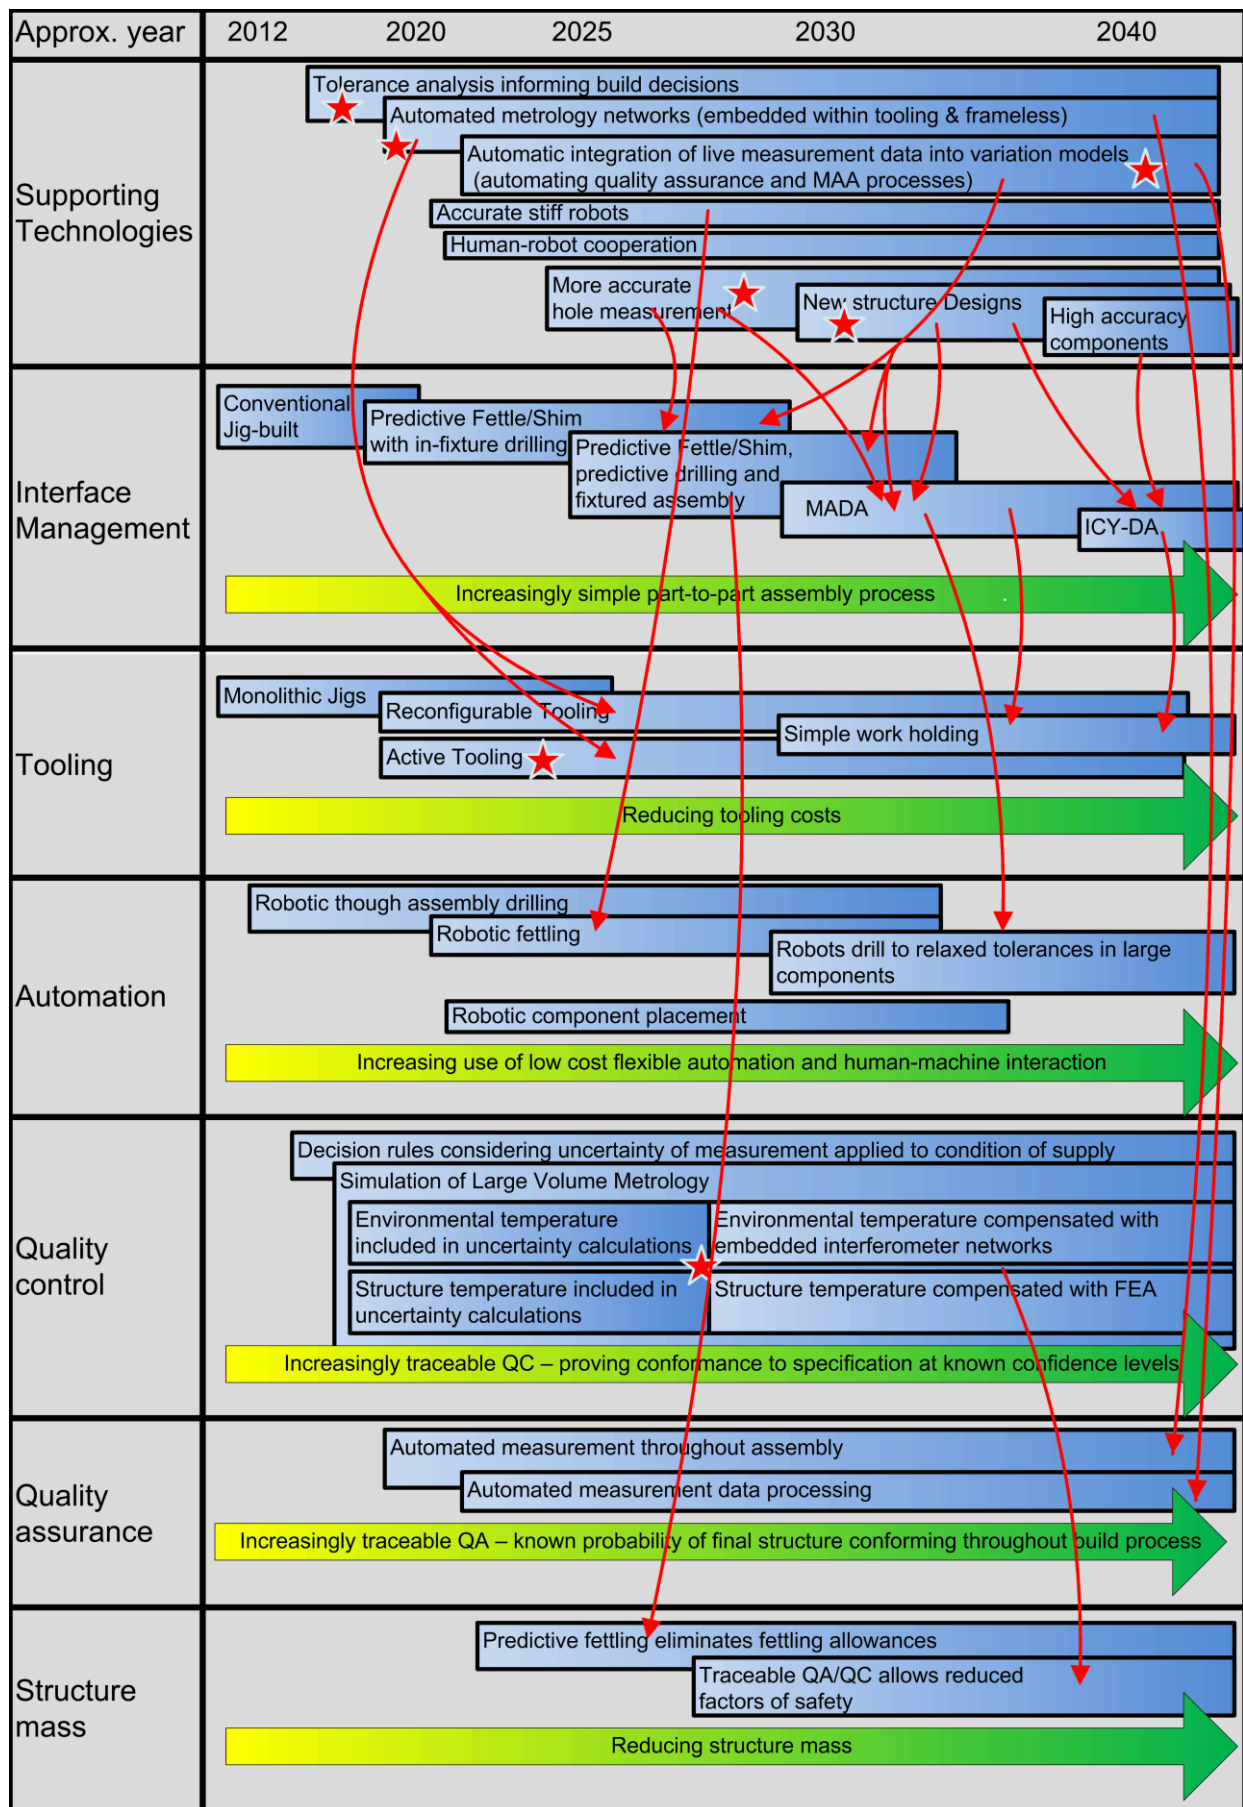 Approx. year 2012 2020 2025 2030 2040
Supporting
Technologies
Tolerance analysis informing build decisions
Automated metrology networks (embedded within tooling & frameless)
Automatic integration of live measurement data into variation models
(automating quality assurance and MAA processes)
Accurate stiff robots
Human-robot cooperation
More accurate
hole measurement
New structure Designs
High accuracy
components
Interface
Management
Conventional
Jig-built
Predictive Fettle/Shim
with in-fixture drilling
Predictive Fettle/Shim,
predictive drilling and
fixtured assembly
MADA
ICY-DA
Increasingly simple part-to-part assembly process
Tooling
Monolithic Jigs
Reconfigurable Tooling
Simple work holding
Active Tooling
Reducing tooling costs
Automation
Robotic though assembly drilling
Robotic fettling
Robots drill to relaxed tolerances in large
components
Robotic component placement
Increasing use of low cost flexible automation and human-machine interaction
Quality
control
Decision rules considering uncertainty of measurement applied to condition of supply
Simulation of Large Volume Metrology
Environmental temperature
included in uncertainty calculations
Environmental temperature compensated with
embedded interferometer networks
Structure temperature included in
uncertainty calculations
Structure temperature compensated with FEA
Increasingly traceable QC – proving conformance to specification at known confidence levels
Quality
assurance
Automated measurement throughout assembly
Automated measurement data processing
Increasingly traceable QA – known probability of final structure conforming throughout build process
Structure
mass
Predictive fettling eliminates fettling allowances
Traceable QA/QC allows reduced
factors of safety
Reducing structure mass